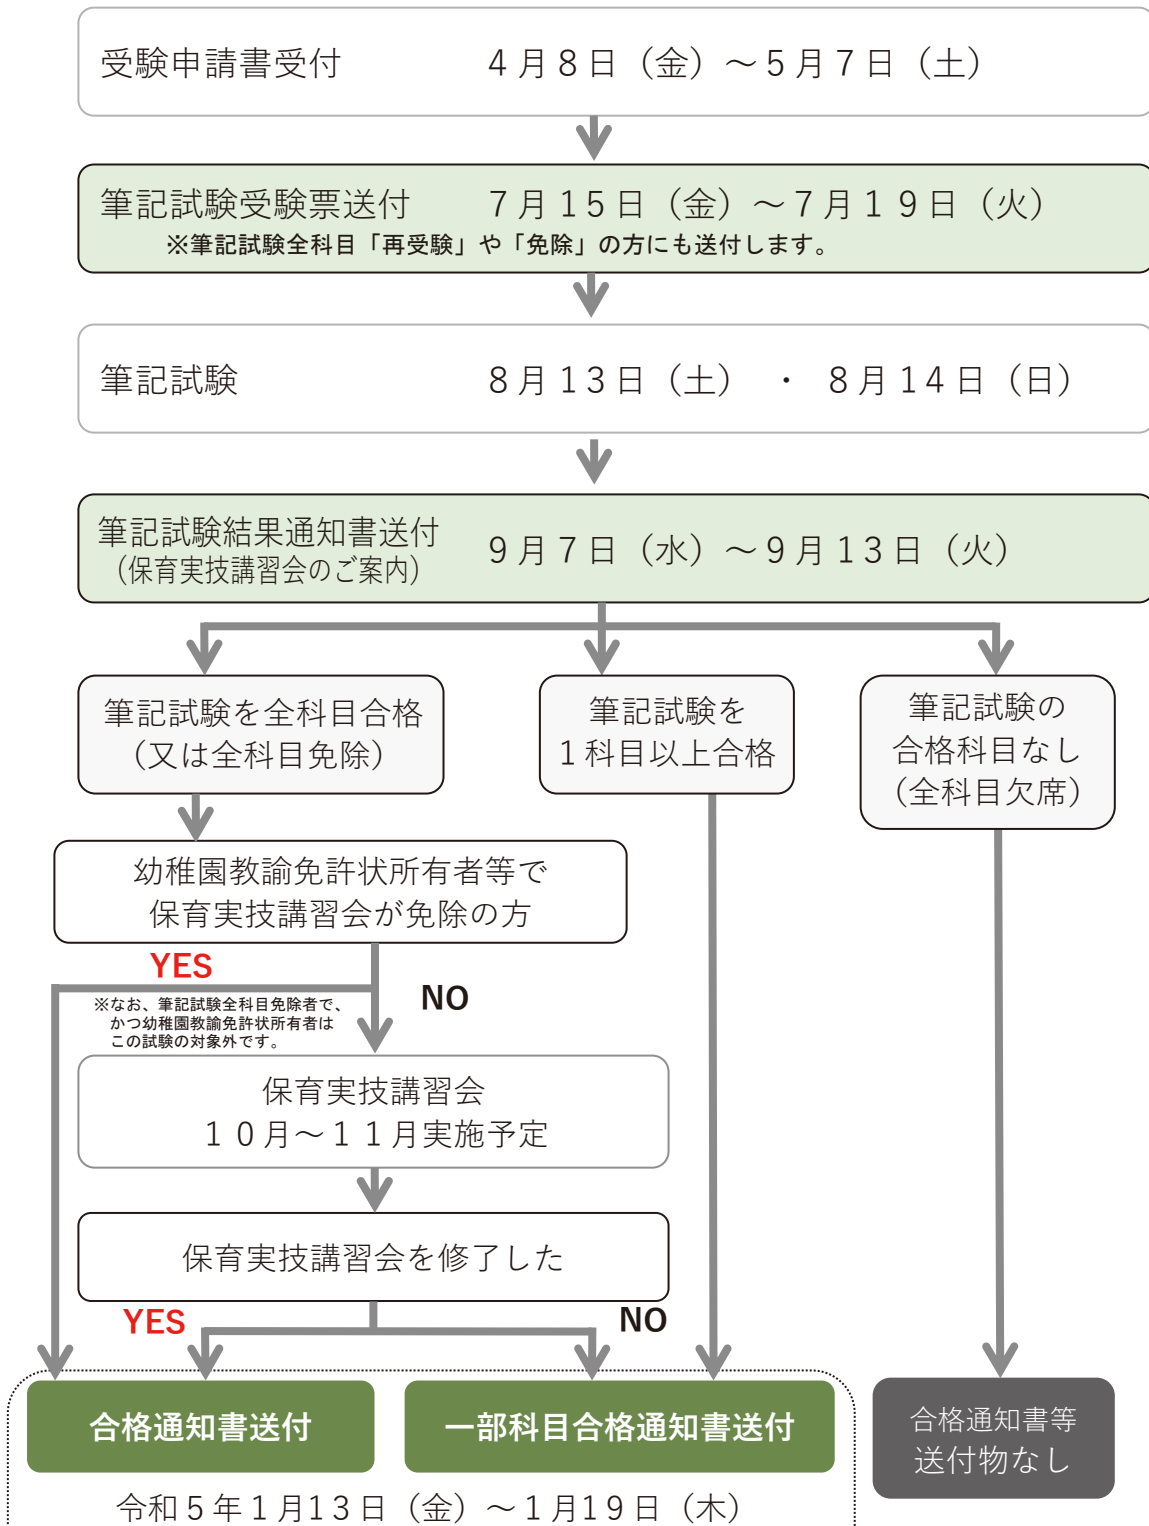 受験申請書受付　4月8日（金）～5月7日（土）
筆記試験受験票送付　7月15日（金）～7月19日（火）
※筆記試験全科目「再受験」や「免除」の方にも送付します。
筆記試験　8月13日（土）・8月14日（日）
筆記試験結果通知書送付　9月7日（水）～9月13日（火）
（保育実技講習会のご案内）
筆記試験を全科目合格
（又は全科目免除）
筆記試験を
1科目以上合格
筆記試験の
合格科目なし
（全科目欠席）
幼稚園教諭免許状所有者等で
保育実技講習会が免除の方
YES
NO
※なお、筆記試験全科目免除者で、
かつ幼稚園教諭免許状所有者は
この試験の対象外です。
保育実技講習会
10月～11月実施予定
保育実技講習会を修了した
YES
NO
合格通知書送付
一部科目合格通知書送付
合格通知書等
送付物なし
令和5年1月13日（金）～1月19日（木）